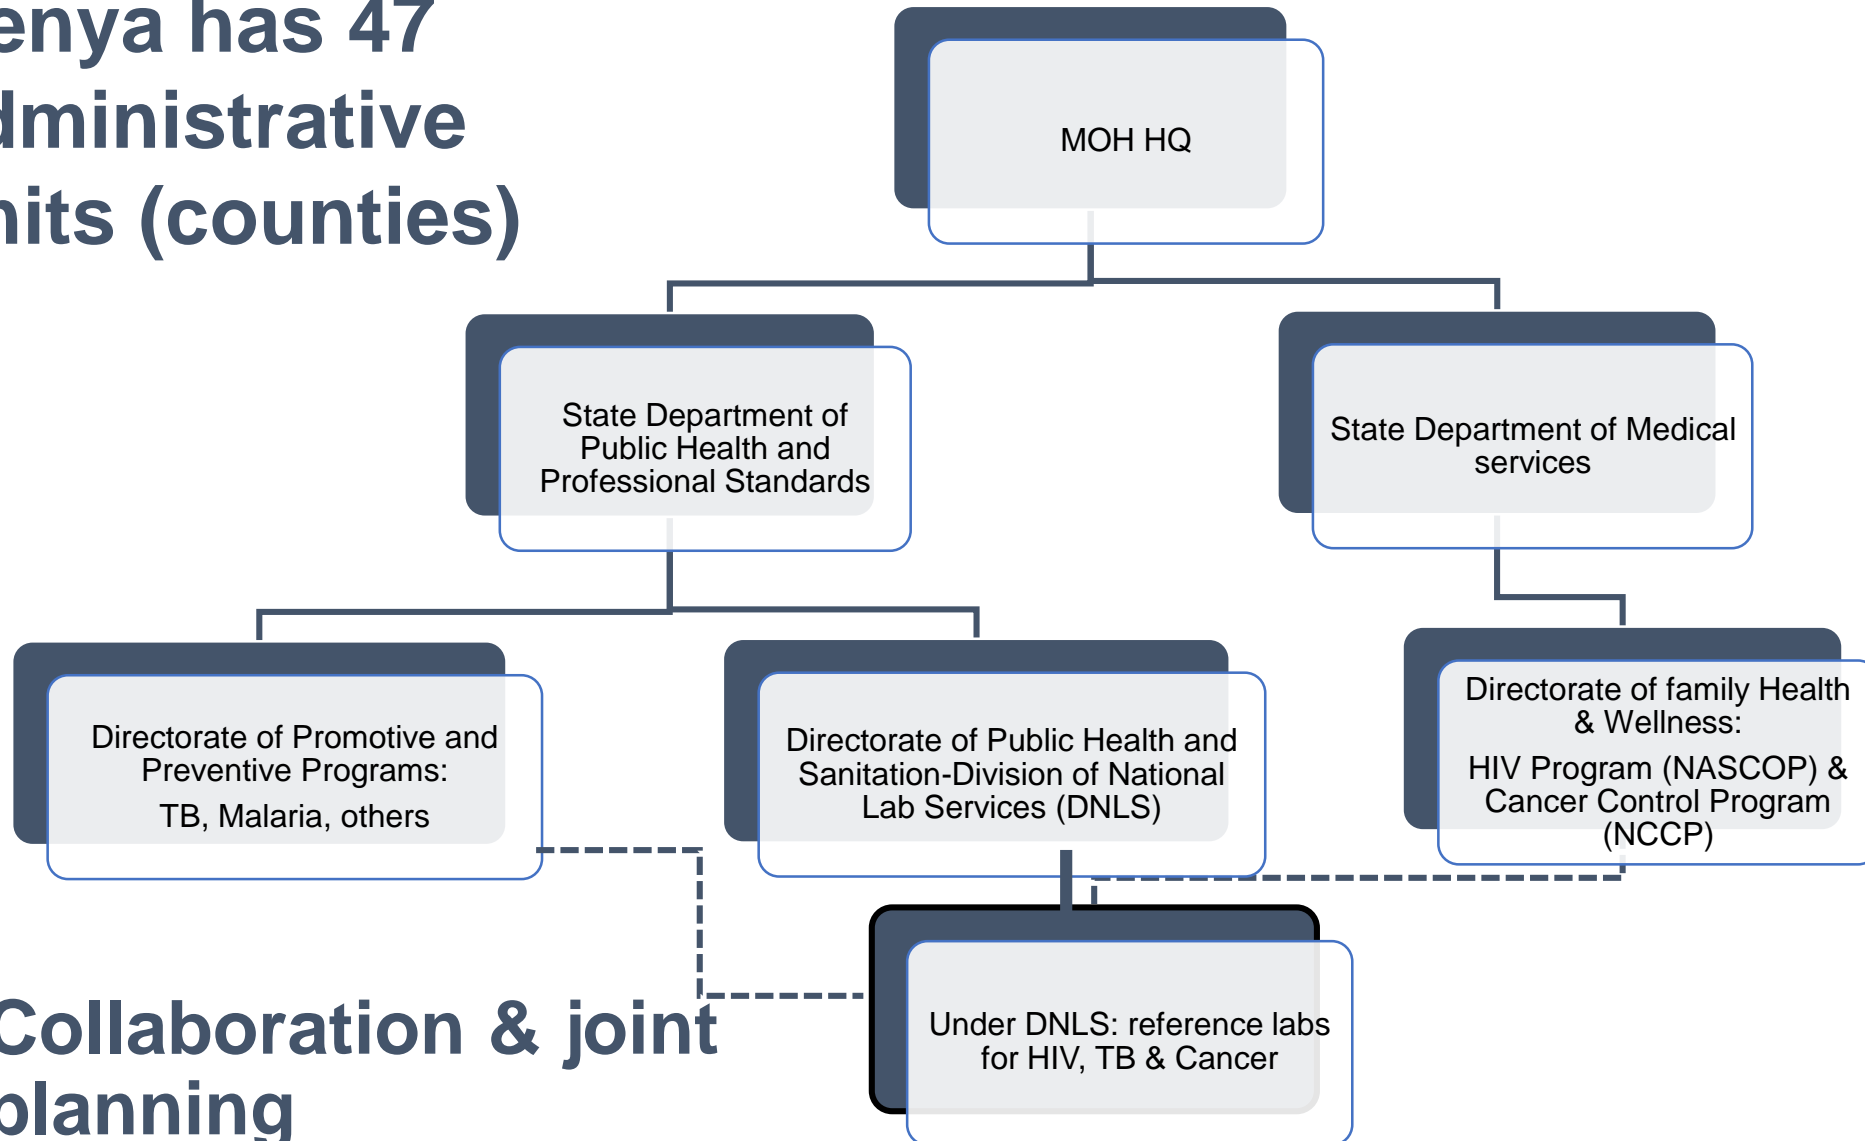 enya has 47
dministrative
nits (counties)
MOH HQ
State Department of
Public Health and
Professional Standards
State Department of Medical
services
Directorate of Promotive and
Preventive Programs:
TB, Malaria, others
Directorate of Public Health and
Sanitation-Division of National
Lab Services (DNLS)
Directorate of family Health
& Wellness:
HIV Program (NASCOP) &
Cancer Control Program
(NCCP)
Collaboration & joint
planning
Under DNLS: reference labs
for HIV, TB & Cancer